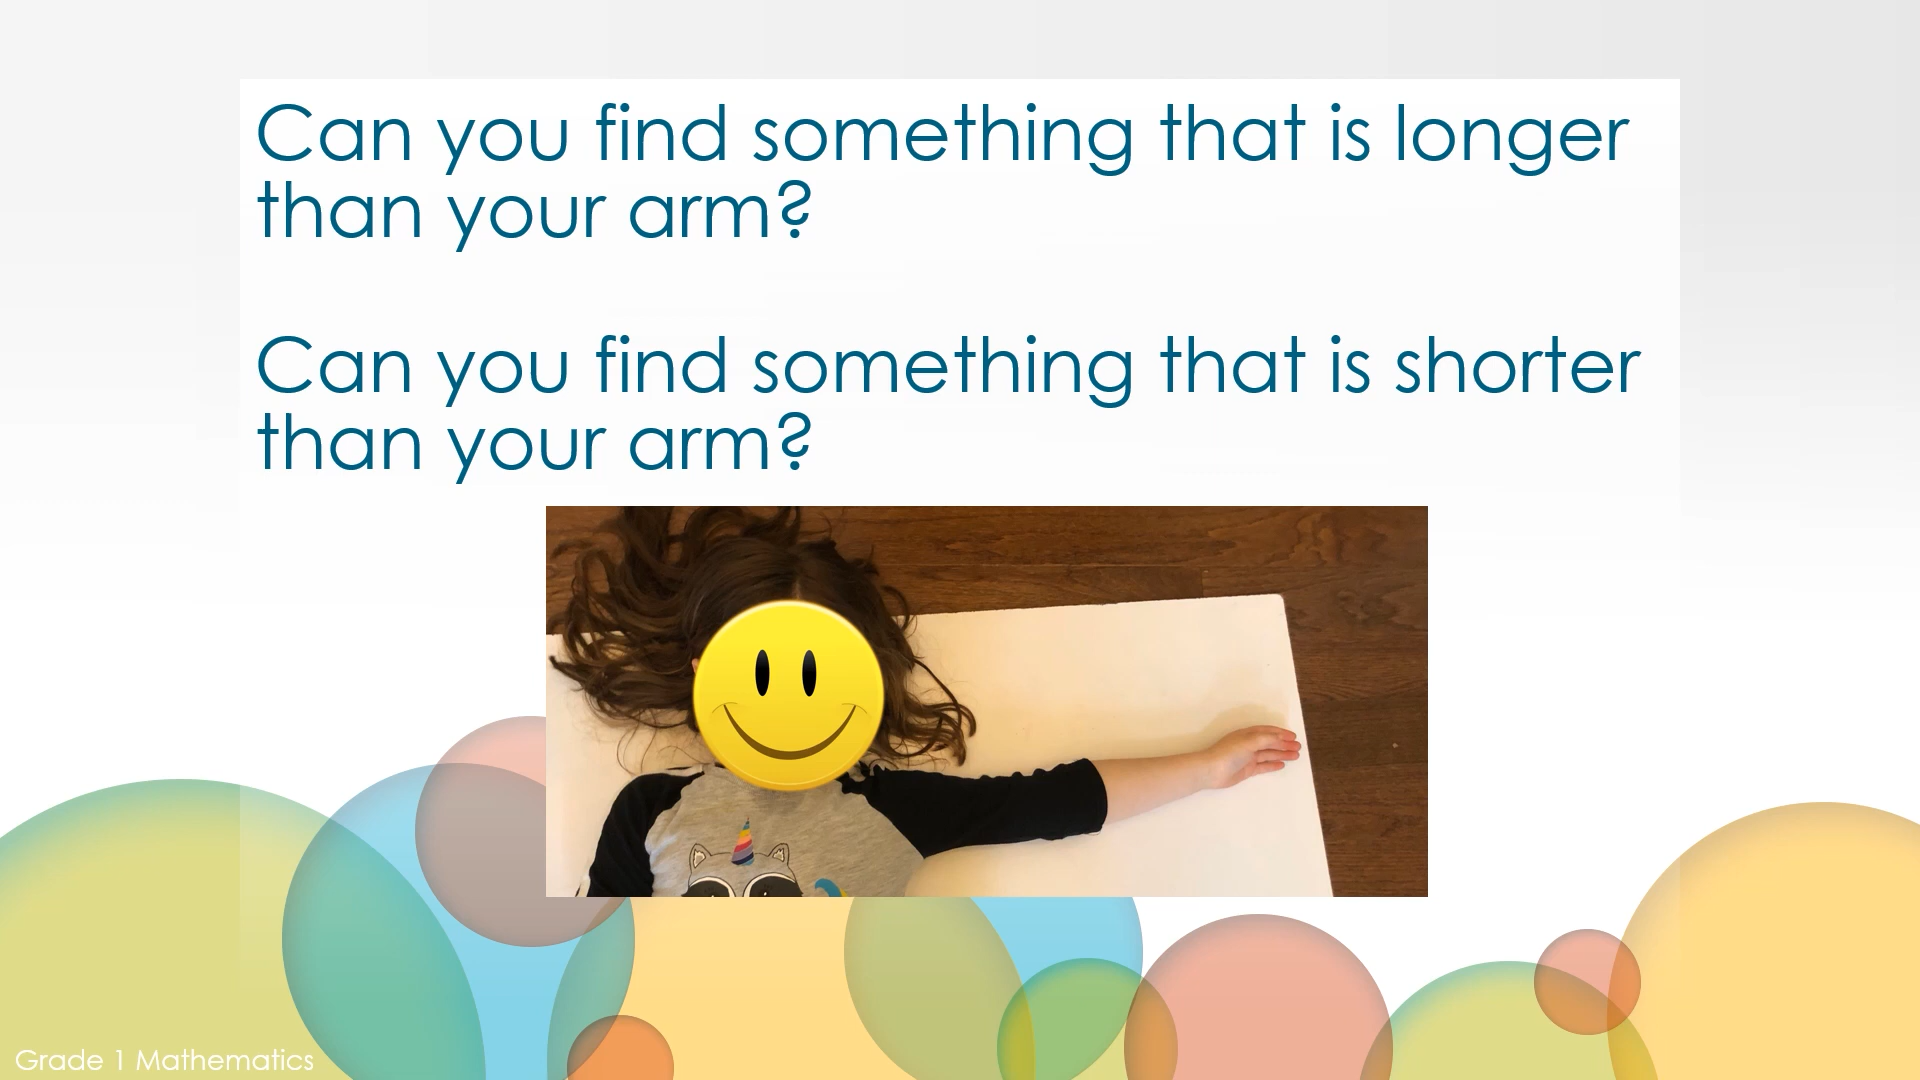 Can you find something that is longer
than your arm?
Can you find something that is shorter
than your arm?
Grade 1 Mathematics